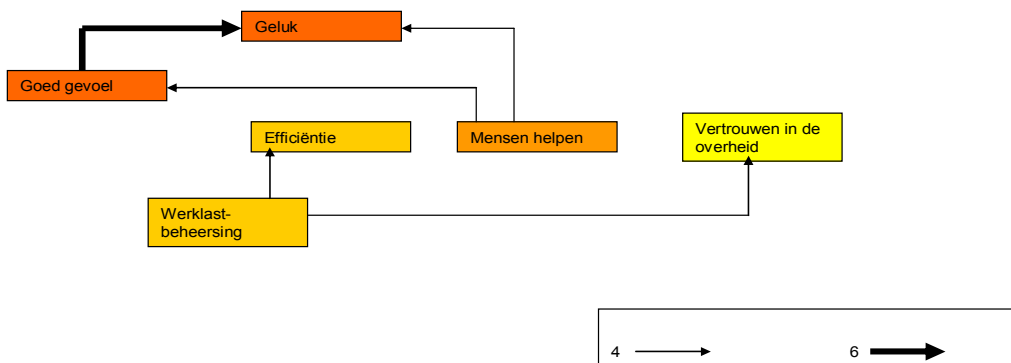 Geluk
Goed gevoel
Efficiëntie
Mensen helpen
Vertrouwen in de
overheid
Werklast-
beheersing
4
6